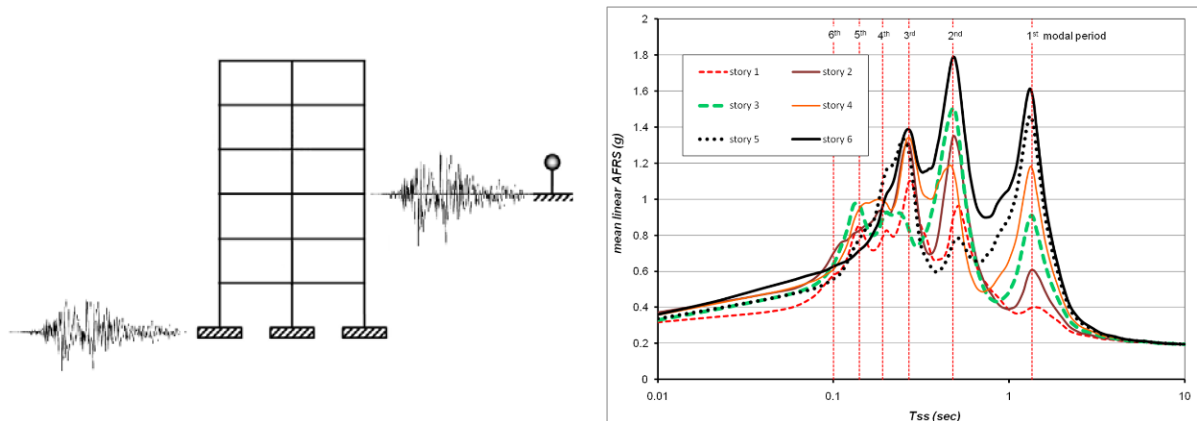 6th 5th 4th 3rd 2nd 1st modal period
2
1.8
1.6
1.4
1.2
1
0.8
0.6
0.4
0.2
0
mean linear AFRS (g)
story 1 story 2
story 3 story 4
story 5 story 6
0.01 0.1 1 10
Tss (sec)